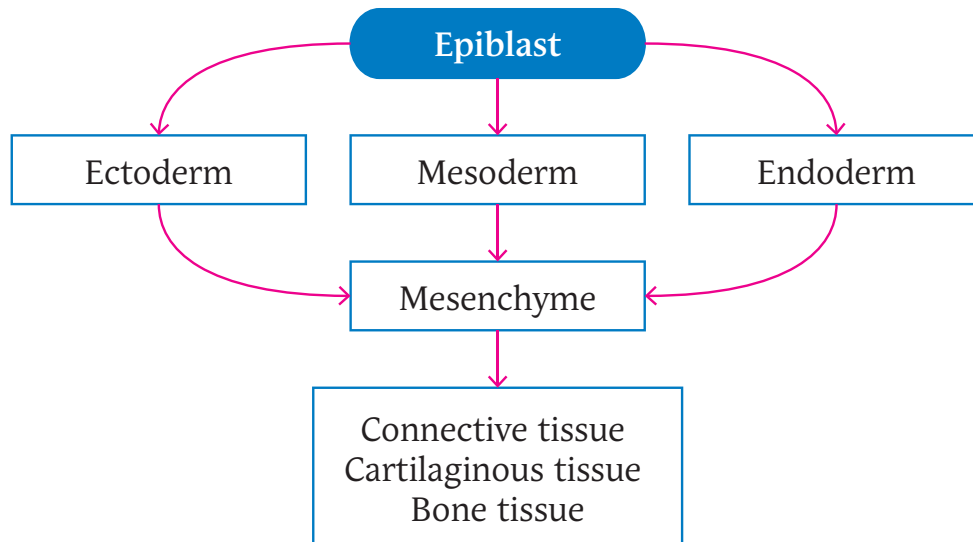 Epiblast
Ectoderm
Mesoderm
Endoderm
Mesenchyme
Connective tissue
Cartilaginous tissue
Bone tissue